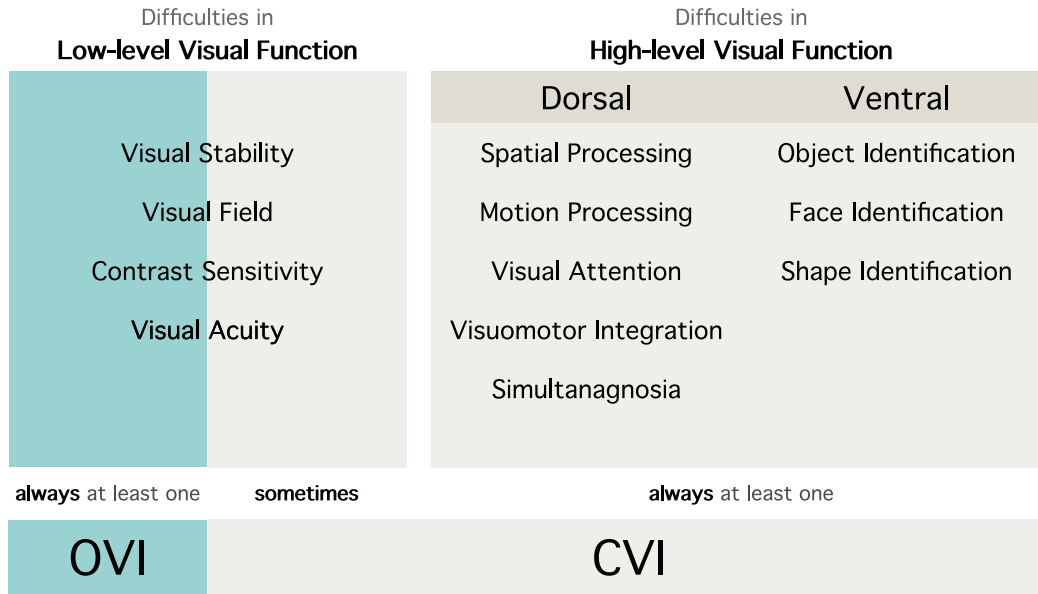 Difficulties in
Low-level Visual Function
Visual Stability
Visual Field
Contrast Sensitivity
Visual Acuity
always at least one
sometimes
Difficulties in
High-level Visual Function
Dorsal
Spatial Processing
Motion Processing
Visual Attention
Visuomotor Integration
Simultanagnosia
Ventral
Object Identification
Face Identification
Shape Identification
always at least one
OVI
CVI